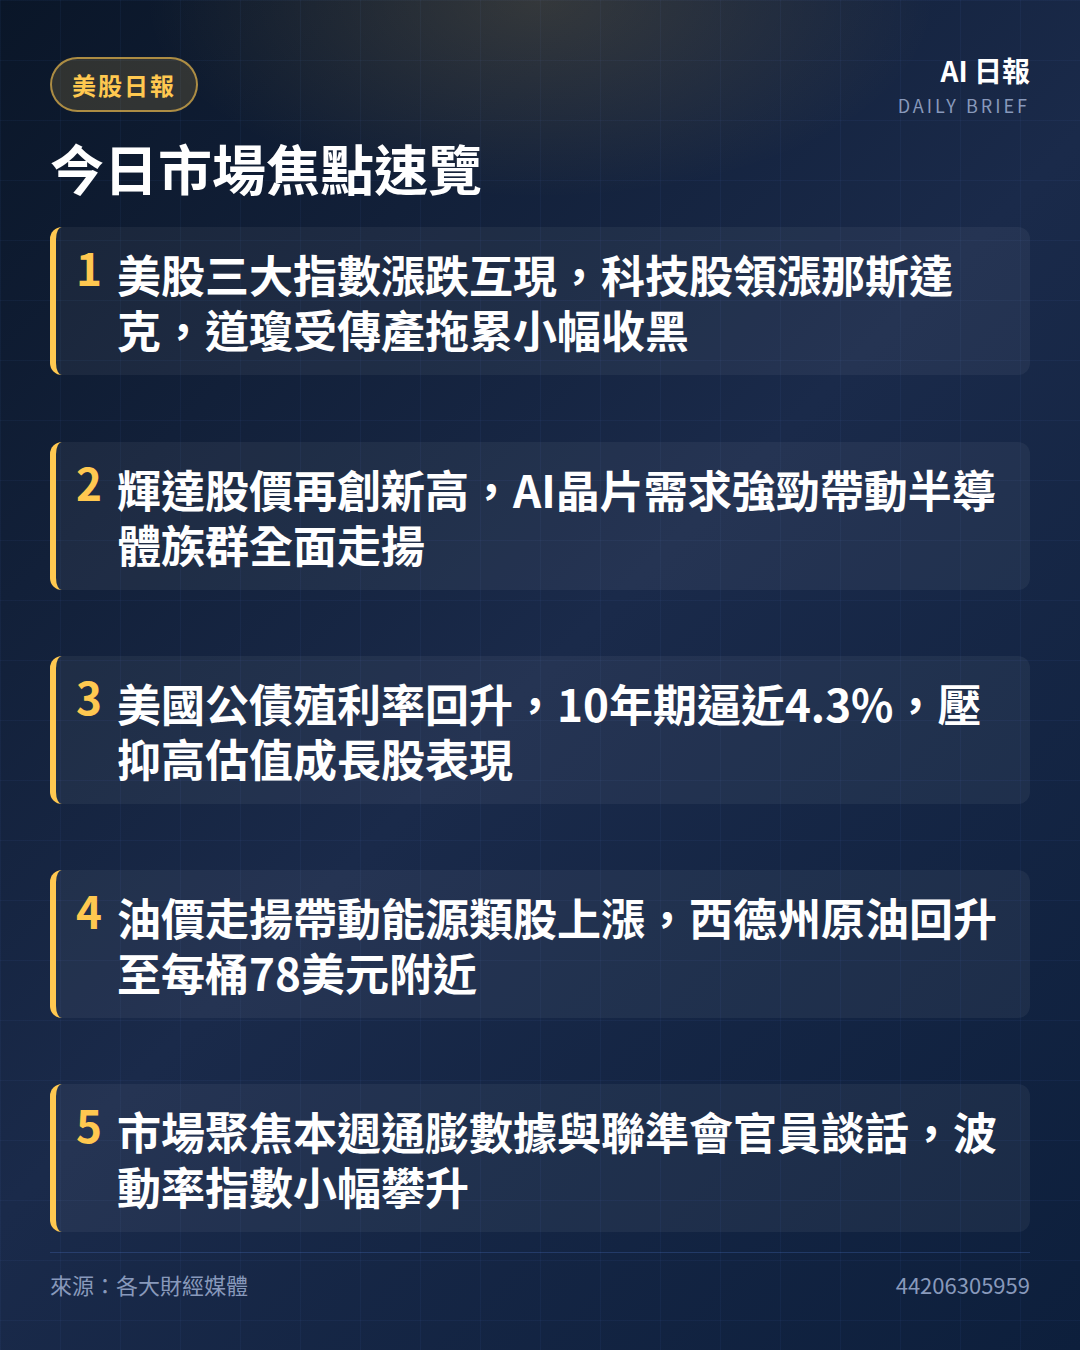 美股日報
AI 日報
DAILY BRIEF
今日市場焦點速覽
1 美股三大指數漲跌互現，科技股領漲那斯達
克，道瓊受傳產拖累小幅收黑
2 輝達股價再創新高，AI晶片需求強勁帶動半導
體族群全面走揚
3 美國公債殖利率回升，10年期逼近4.3%，壓
抑高估值成長股表現
4 油價走揚帶動能源類股上漲，西德州原油回升
至每桶78美元附近
5 市場聚焦本週通膨數據與聯準會官員談話，波
動率指數小幅攀升
來源：各大財經媒體
44206305959